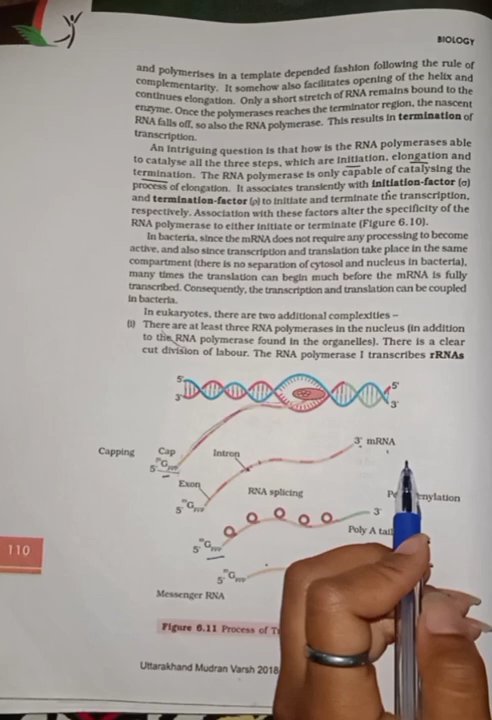 BIOLOGY
and polymerises in a template depended fashion following the rule of
complementarity. It somehow also facilitates opening of the helix and
continues elongation. Only a short stretch of RNA remains bound to the
enzyme. Once the polymerases reaches the terminator region, the nascent
RNA falls off, so also the RNA polymerase. This results in termination of
transcription.
An intriguing question is that how is the RNA polymerases able
to catalyse all the three steps, which are initiation, elongation and
termination. The RNA polymerase is only capable of catalysing the
process of elongation. It associates transiently with initiation-factor (σ)
and termination-factor (ρ) to initiate and terminate the transcription,
respectively. Association with these factors alter the specificity of the
RNA polymerase to either initiate or terminate (Figure 6.10).
In bacteria, since the mRNA does not require any processing to become
active, and also since transcription and translation take place in the same
compartment (there is no separation of cytosol and nucleus in bacteria),
many times the translation can begin much before the mRNA is fully
transcribed. Consequently, the transcription and translation can be coupled
in bacteria.
In eukaryotes, there are two additional complexities –
(i) There are at least three RNA polymerases in the nucleus (in addition
to the RNA polymerase found in the organelles). There is a clear
cut division of labour. The RNA polymerase I transcribes rRNAs
5' 5'
3' 3'
3' mRNA
Capping Cap Intron
5' mGppp
Exon
RNA splicing enylation
5' mGppp
3'
Poly A tail
5' mGppp
110
5' mGppp
Messenger RNA
Figure 6.11 Process of
Uttarakhand Mudran Varsh 2018